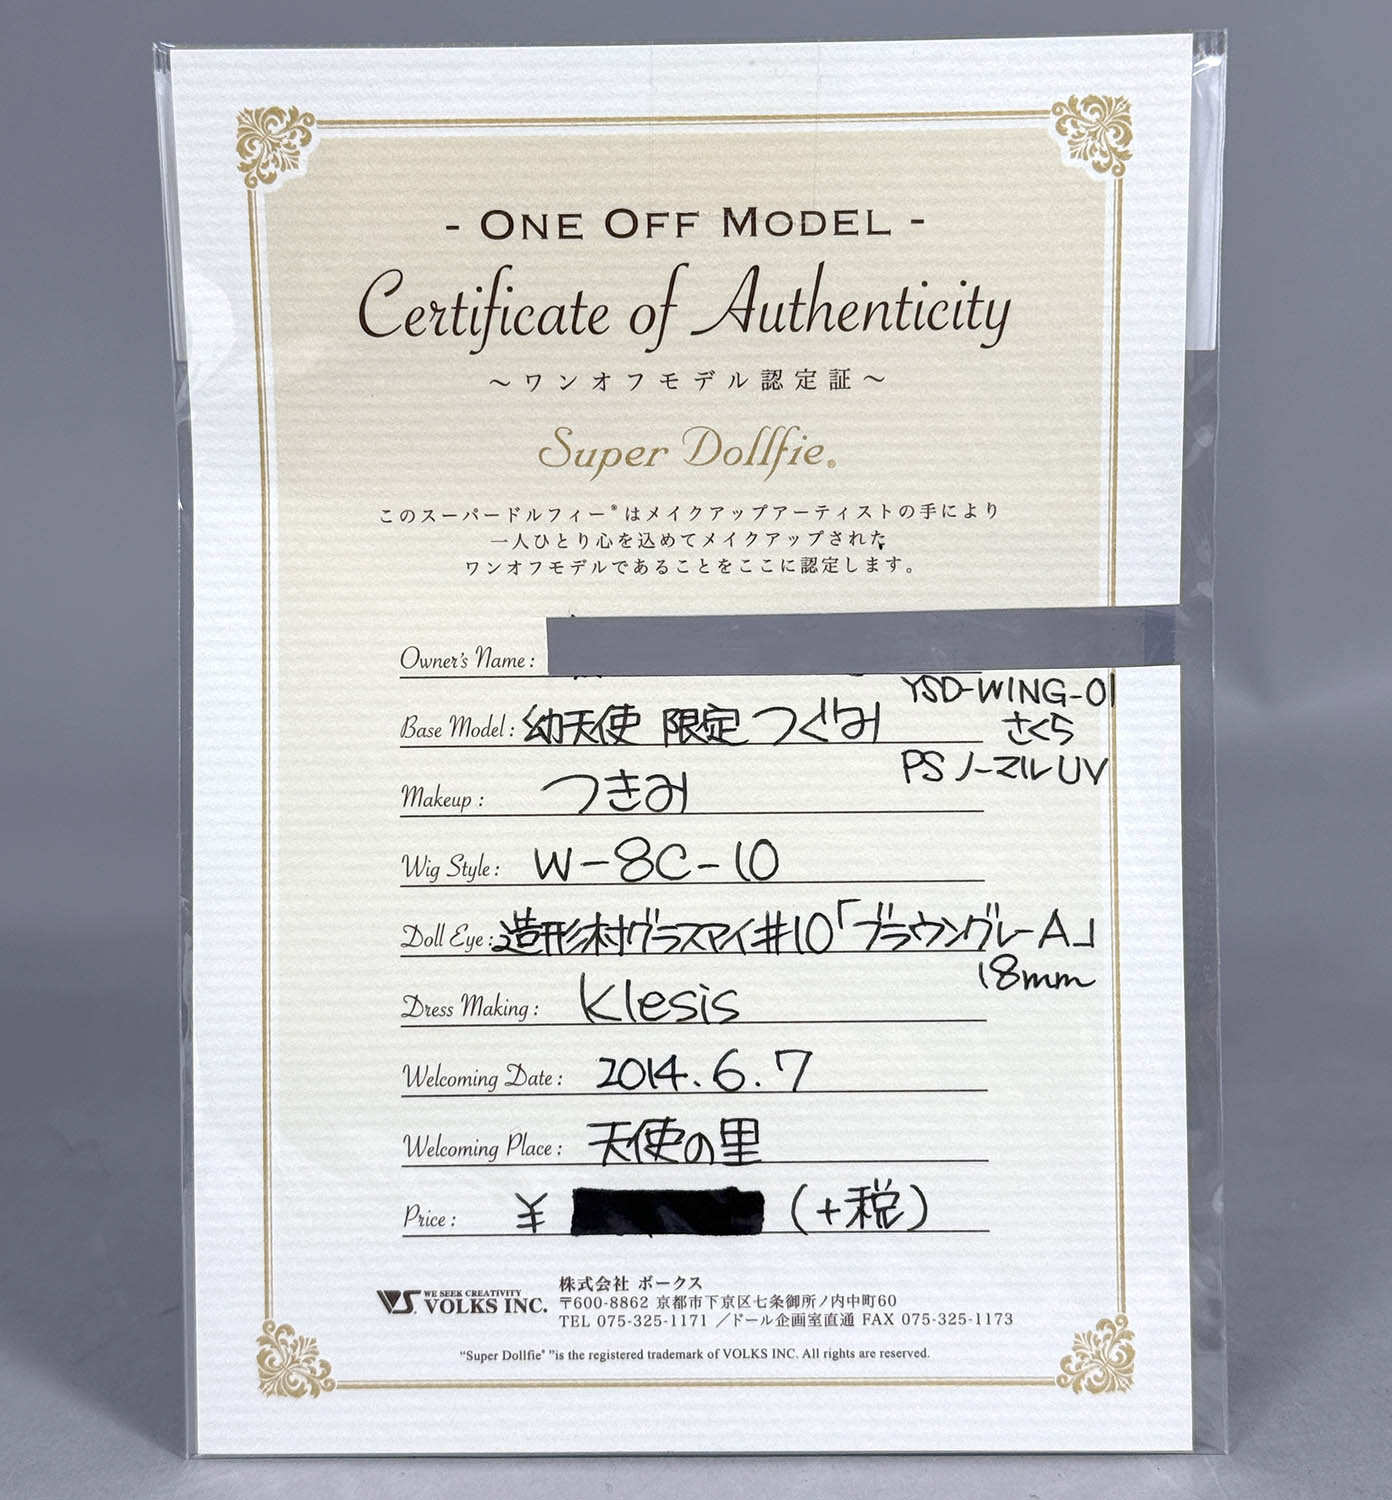 - ONE OFF MODEL -
Certificate of Authenticity
～ワンオフモデル認定証～
Super Dollfie®
このスーパードルフィー®はメイクアップアーティストの手により
一人ひとり心を込めてメイクアップされた
ワンオフモデルであることをここに認定します。
Owner's Name :
Base Model : 幼天使 限定 つぐみ YSD-WING-01
さくら
PS ノーマル UV
Makeup : つきみ
Wig Style : W-8C-10
Doll Eye : 造形村グラスアイ#10「ブラウングレーA」
18mm
Dress Making : Klesis
Welcoming Date : 2014.6.7
Welcoming Place : 天使の里
Price : ¥ (+税)
VS WE SEEK CREATIVITY
VOLKS INC.
株式会社 ボークス
〒600-8862 京都市下京区七条御所ノ内中町60
TEL 075-325-1171 ／ドール企画室直通 FAX 075-325-1173
"Super Dollfie® "is the registered trademark of VOLKS INC. All rights are reserved.